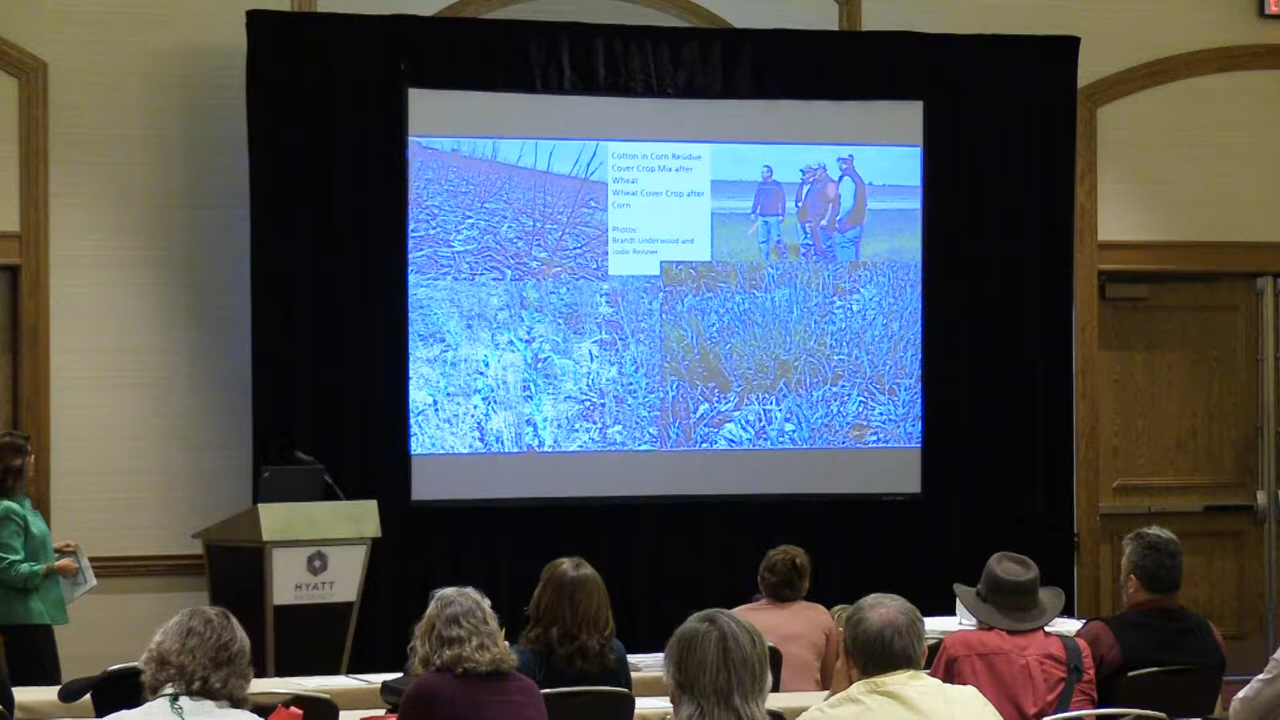 Cotton in Corn Residue
Cover Crop Mix after
Wheat
Wheat Cover Crop after
Corn
Photos:
Brandt Underwood and
Jodie Reisner
HYATT
REGENCY